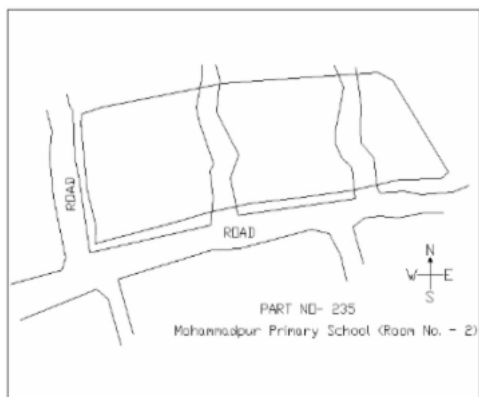 ROAD
ROAD
N
W E
S
PART NO- 235
Mohammadpur Primary School (Room No. - 2)